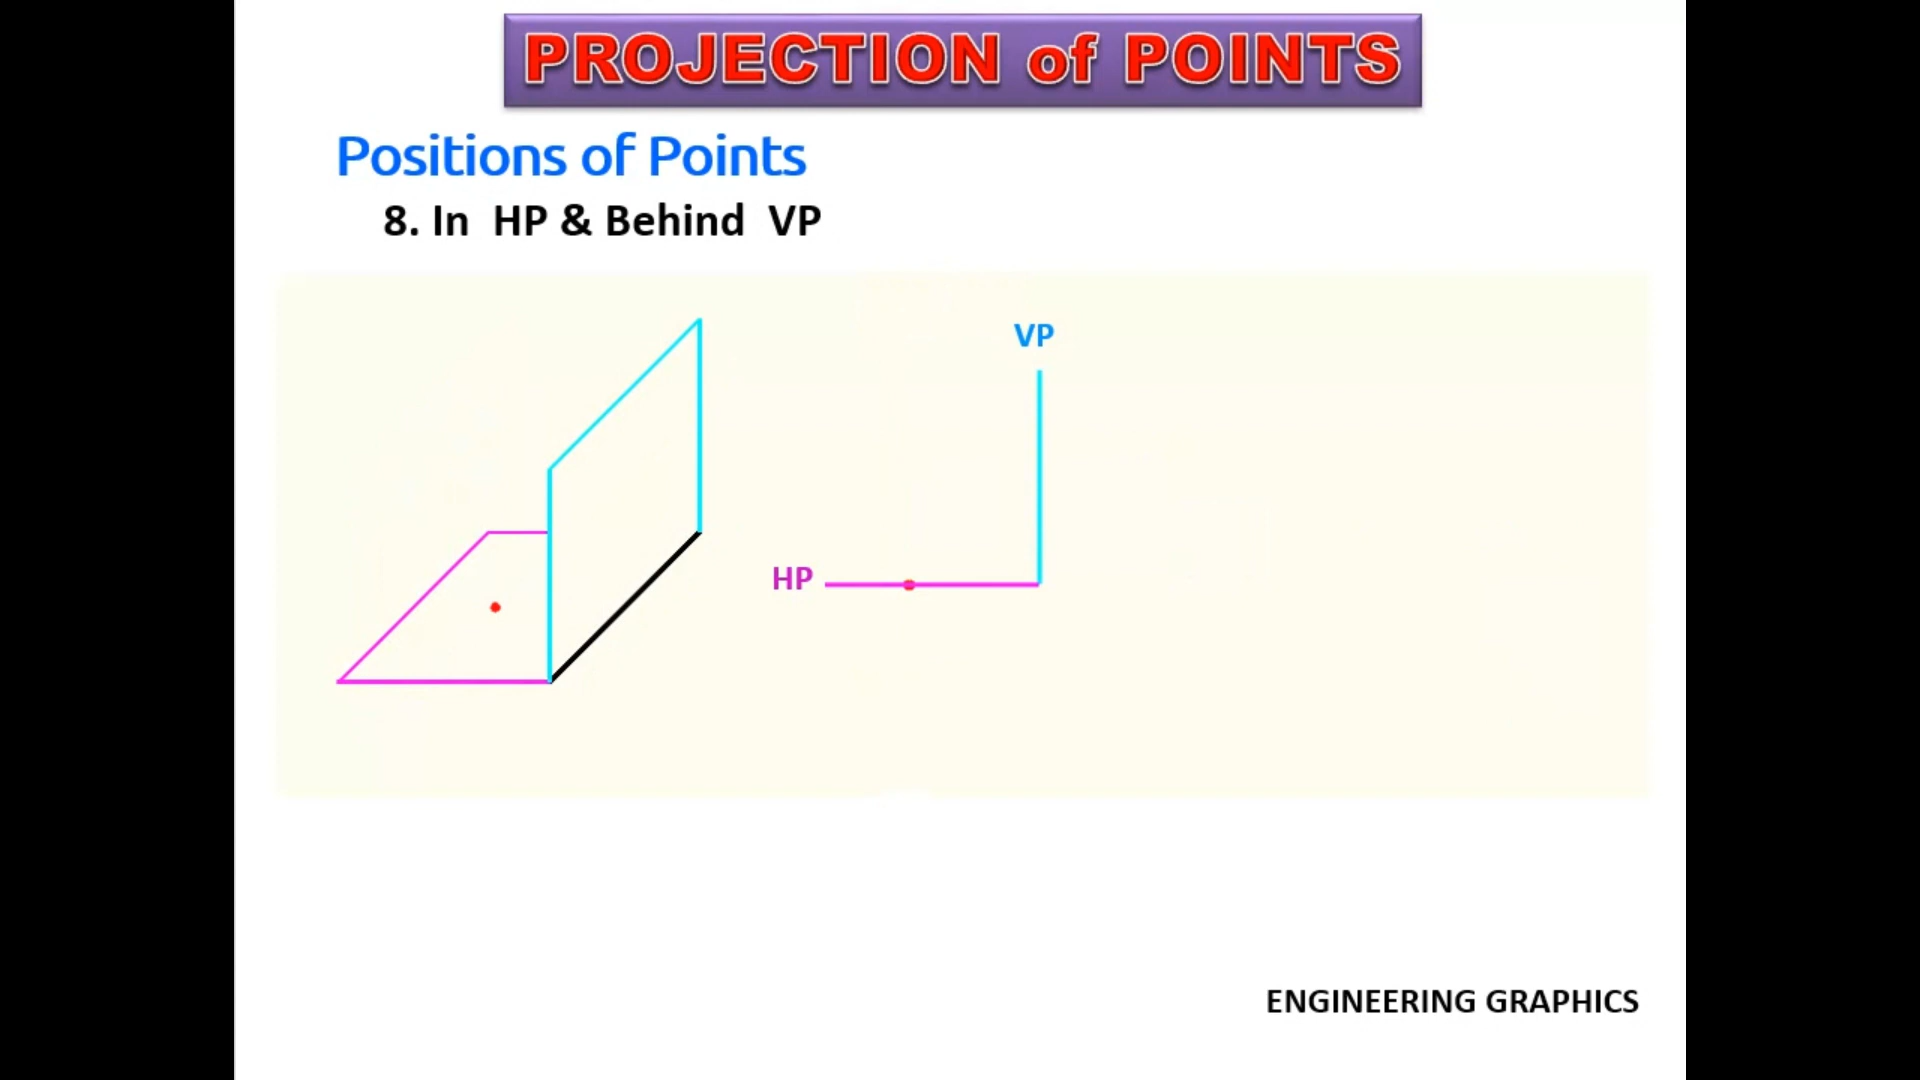 PROJECTION of POINTS
Positions of Points
8. In HP & Behind VP
VP
HP
ENGINEERING GRAPHICS